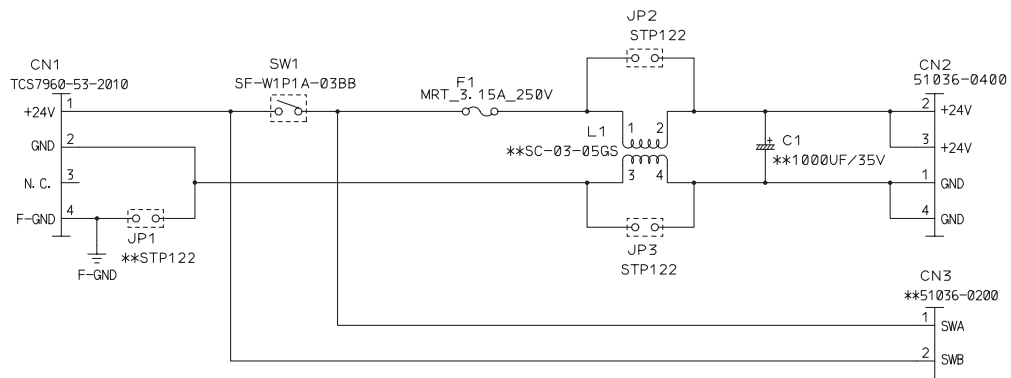 JP2
STP122
CN1
TCS7960-53-2010
SW1
SF-W1P1A-03BB
F1
MRT_3.15A_250V
CN2
51036-0400
+24V
1
GND
2
N.C.
3
F-GND
4
JP1
**STP122
F-GND
L1
**SC-03-05GS
1 2
3 4
C1
**1000UF/35V
2 +24V
3 +24V
1 GND
4 GND
JP3
STP122
CN3
**51036-0200
1 SWA
2 SWB